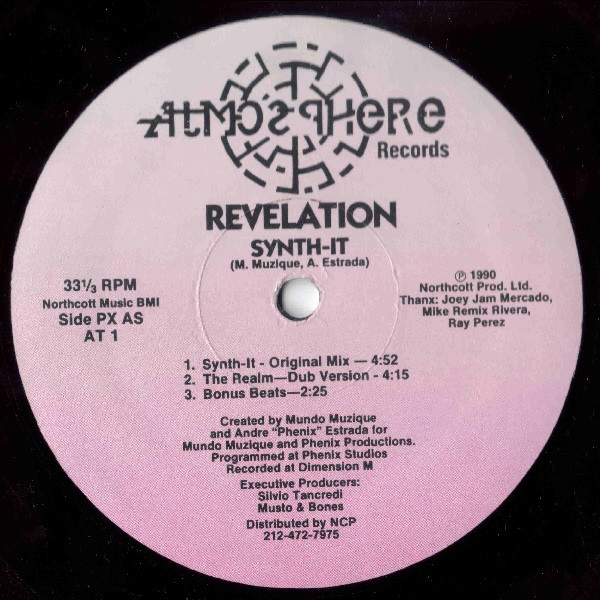 ATMOSPHERE
Records
REVELATION
SYNTH-IT
(M. Muzique, A. Estrada)
33 1/3 RPM
Northcott Music BMI
Side PX AS
AT 1
℗ 1990
Northcott Prod. Ltd.
Thanx: Joey Jam Mercado,
Mike Remix Rivera,
Ray Perez
1. Synth-It - Original Mix — 4:52
2. The Realm—Dub Version - 4:15
3. Bonus Beats—2:25
Created by Mundo Muzique
and Andre "Phenix" Estrada for
Mundo Muzique and Phenix Productions.
Programmed at Phenix Studios
Recorded at Dimension M
Executive Producers:
Silvio Tancredi
Musto & Bones
Distributed by NCP
212-472-7975